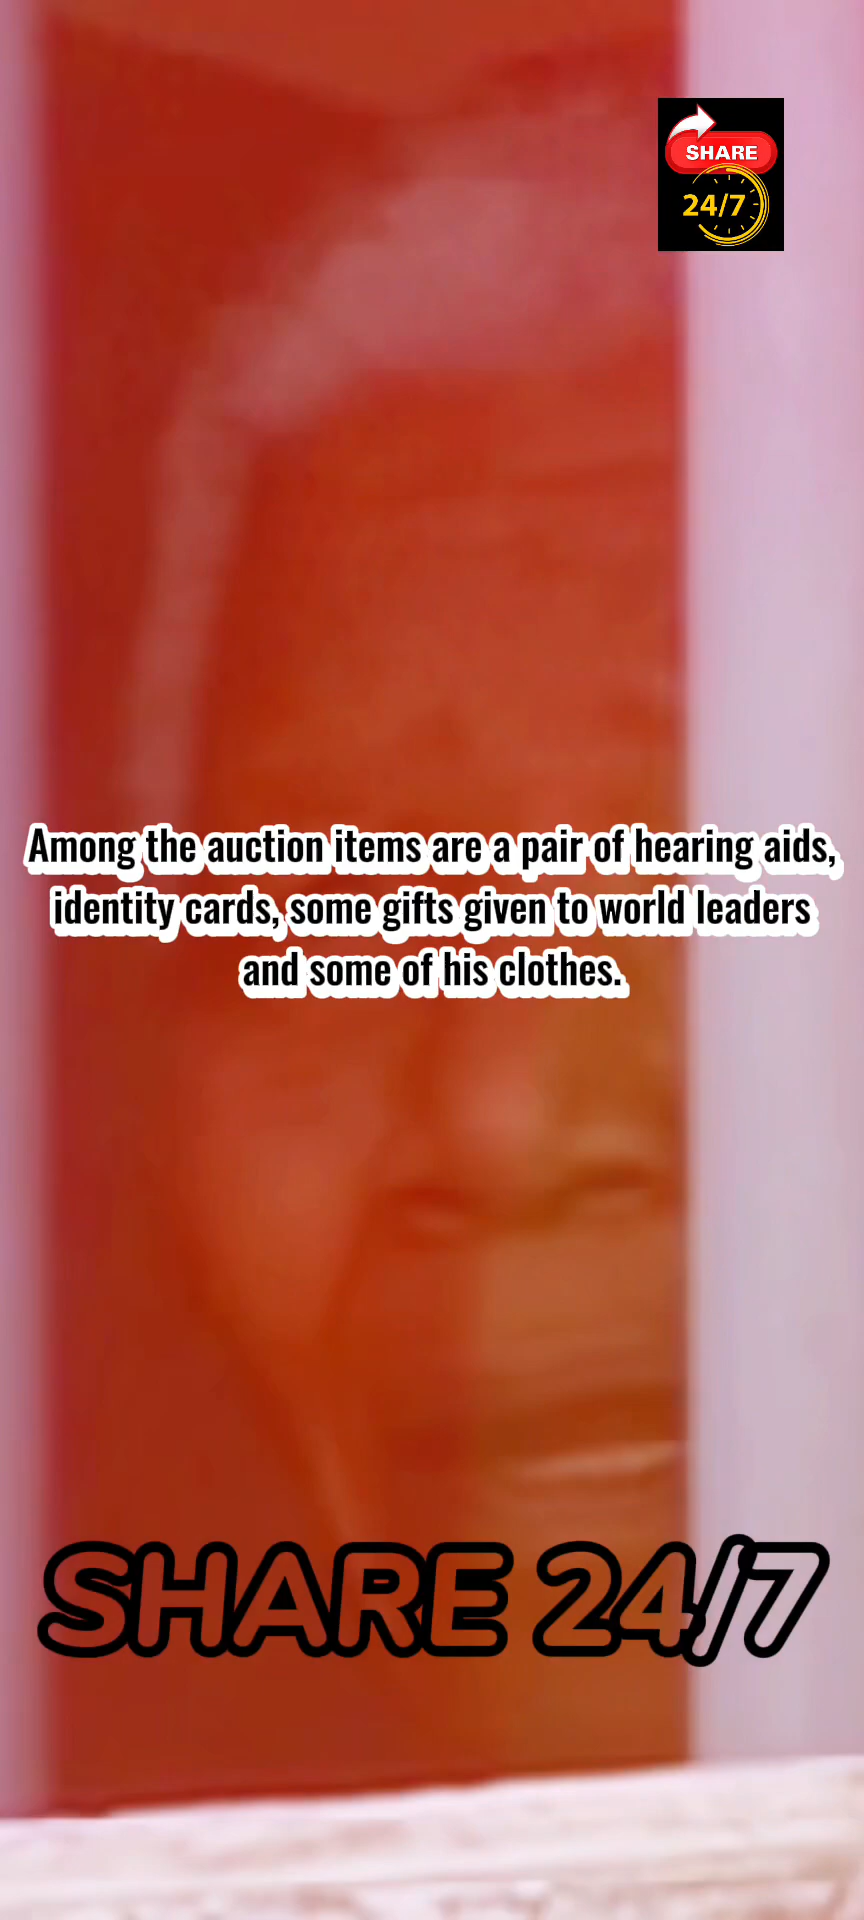 SHARE
24/7
Among the auction items are a pair of hearing aids,
identity cards, some gifts given to world leaders
and some of his clothes.
SHARE 24/7